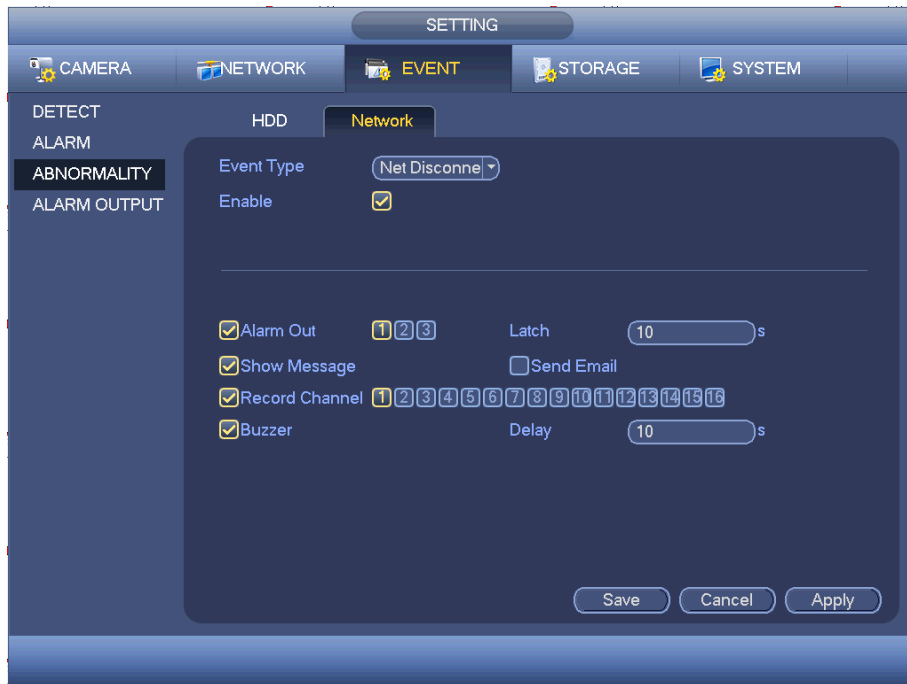 SETTING
CAMERA NETWORK EVENT STORAGE SYSTEM
DETECT
ALARM
ABNORMALITY
ALARM OUTPUT
HDD Network
Event Type Net Disconne
Enable
Alarm Out 1 2 3 Latch 10 s
Show Message Send Email
Record Channel 1 2 3 4 5 6 7 8 9 10 11 12 13 14 15 16
Buzzer Delay 10 s
Save Cancel Apply